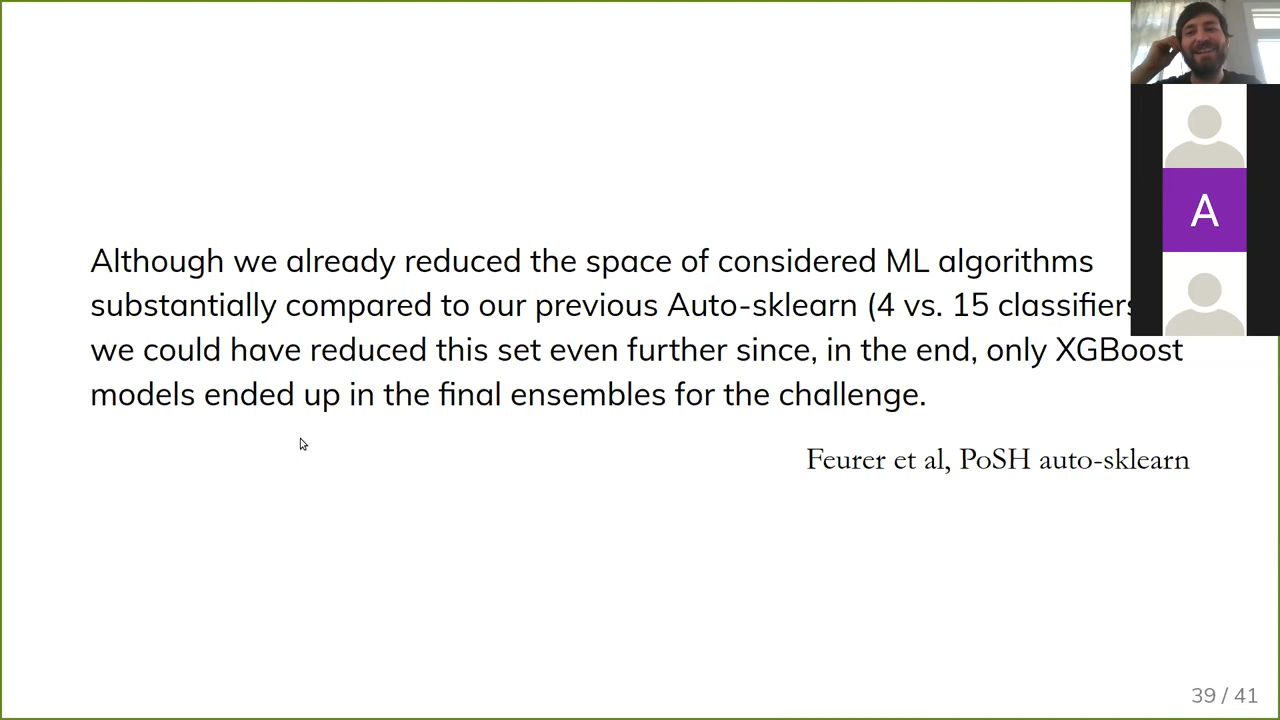 Although we already reduced the space of considered ML algorithms
substantially compared to our previous Auto-sklearn (4 vs. 15 classifiers
we could have reduced this set even further since, in the end, only XGBoost
models ended up in the final ensembles for the challenge.
Feurer et al, PoSH auto-sklearn
A
39 / 41